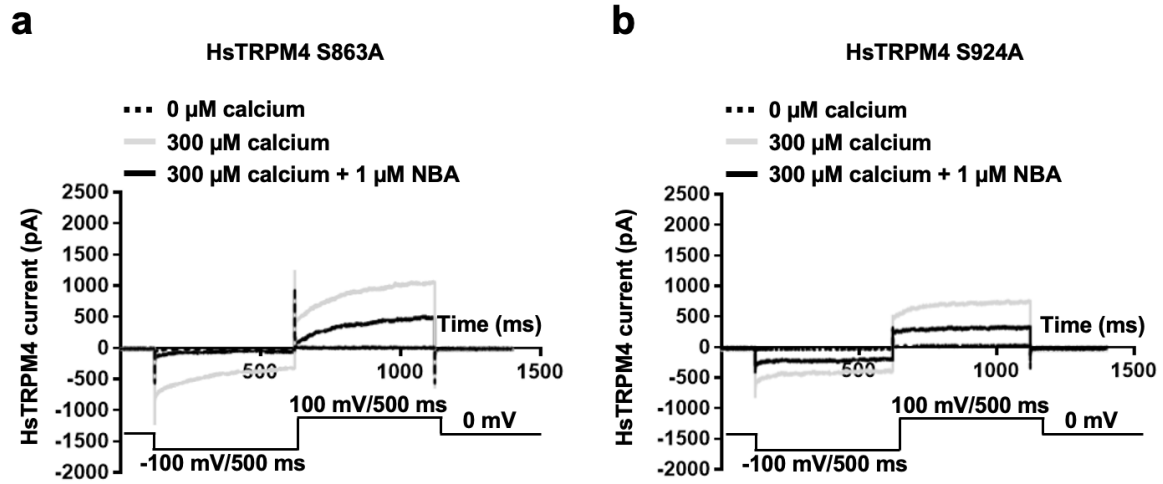 a
HsTRPM4 S863A
0 µM calcium
300 µM calcium
300 µM calcium + 1 µM NBA
HsTRPM4 current (pA)
2500
2000
1500
1000
500
0
-500
-1000
-1500
-2000
Time (ms)
500
1000
1500
100 mV/500 ms
0 mV
-100 mV/500 ms
b
HsTRPM4 S924A
0 µM calcium
300 µM calcium
300 µM calcium + 1 µM NBA
HsTRPM4 current (pA)
2500
2000
1500
1000
500
0
-500
-1000
-1500
-2000
Time (ms)
500
1000
1500
100 mV/500 ms
0 mV
-100 mV/500 ms